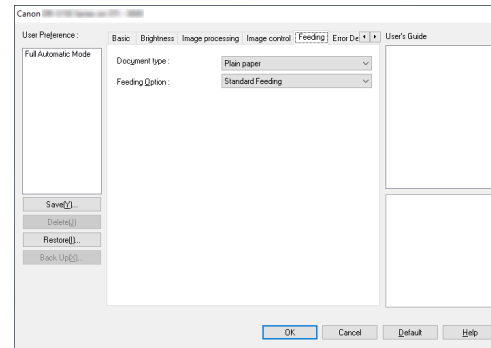 Canon
User Preference :
Full Automatic Mode
Save(Y)...
Delete(J)
Restore(I)...
Back Up(X)...
Basic Brightness Image processing Image control Feeding Error De
Document type :
Plain paper
Feeding Option :
Standard Feeding
User's Guide
OK Cancel Default Help